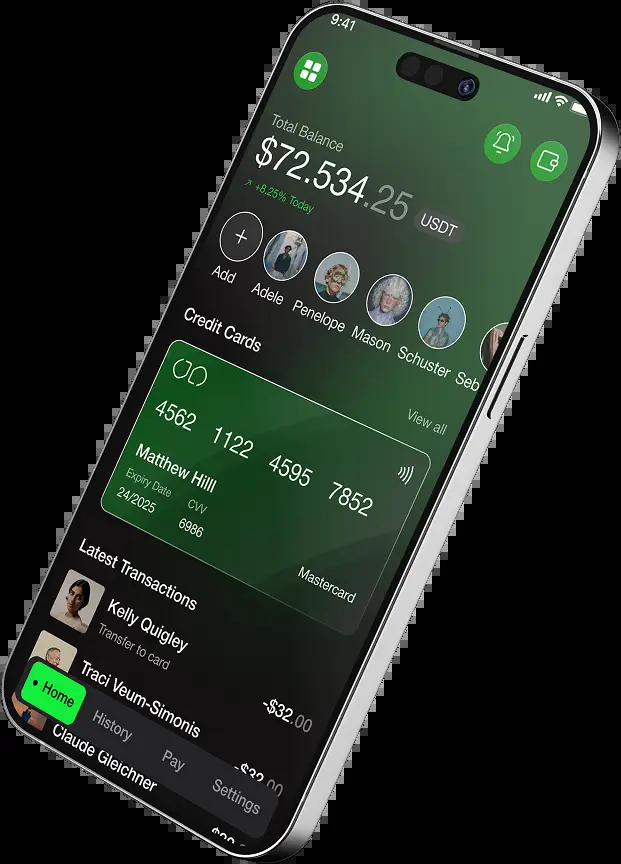 9:41
Total Balance
$72.534.25 USDT
+8.25% Today
Add
Adele
Penelope
Mason
Schuster
Seb
Credit Cards
View all
4562 1122 4595 7852
Matthew Hilll
Expiry Date CVV
24/2025 6986
Mastercard
Latest Transactions
Kelly Quigley
Transfer to card
-$32.00
Traci Veum-Simonis
-$32.00
Home
History
Pay
Settings
Claude Gleichner